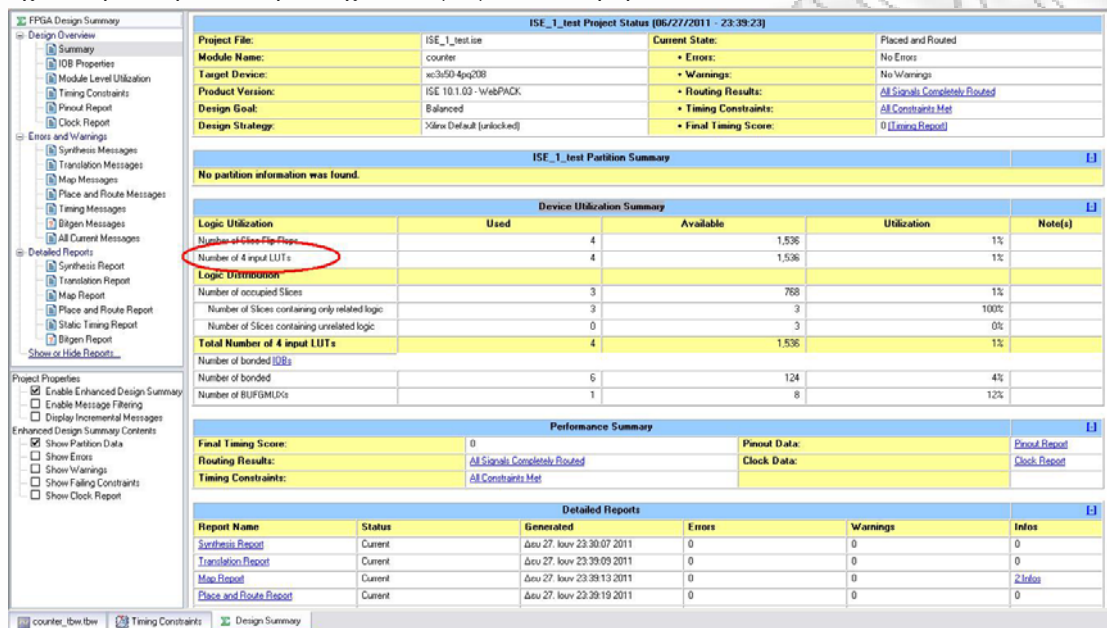 FPGA Design Summary
Design Overview
Summary
IOB Properties
Module Level Utilization
Timing Constraints
Pinout Report
Clock Report
Errors and Warnings
Synthesis Messages
Translation Messages
Map Messages
Place and Route Messages
Timing Messages
Bitgen Messages
All Current Messages
Detailed Reports
Synthesis Report
Translation Report
Map Report
Place and Route Report
Static Timing Report
Bitgen Report
Show or Hide Reports...
Project Properties
Enable Enhanced Design Summary
Enable Message Filtering
Display Incremental Messages
Enhanced Design Summary Contents
Show Partition Data
Show Errors
Show Warnings
Show Failing Constraints
Show Clock Report
ISE_1_test Project Status (06/27/2011 - 23:39:23)
Project File: ISE_1_test.ise Current State: Placed and Routed
Module Name: counter • Errors: No Errors
Target Device: xc3s50-4pq208 • Warnings: No Warnings
Product Version: ISE 10.1.03 - WebPACK • Routing Results: All Signals Completely Routed
Design Goal: Balanced • Timing Constraints: All Constraints Met
Design Strategy: Xilinx Default (unlocked) • Final Timing Score: 0 (Timing Report)
ISE_1_test Partition Summary [-]
No partition information was found.
Device Utilization Summary [-]
Logic Utilization Used Available Utilization Note(s)
Number of Slice Flip Flops 4 1,536 1%
Number of 4 input LUTs 4 1,536 1%
Logic Distribution
Number of occupied Slices 3 768 1%
Number of Slices containing only related logic 3 3 100%
Number of Slices containing unrelated logic 0 3 0%
Total Number of 4 input LUTs 4 1,536 1%
Number of bonded IOBs
Number of bonded 6 124 4%
Number of BUFGMUXs 1 8 12%
Performance Summary [-]
Final Timing Score: 0 Pinout Data: Pinout Report
Routing Results: All Signals Completely Routed Clock Data: Clock Report
Timing Constraints: All Constraints Met
Detailed Reports [-]
Report Name Status Generated Errors Warnings Infos
Synthesis Report Current Δευ 27. Ιουν 23:30:07 2011 0 0 0
Translation Report Current Δευ 27. Ιουν 23:39:09 2011 0 0 0
Map Report Current Δευ 27. Ιουν 23:39:13 2011 0 0 2 Infos
Place and Route Report Current Δευ 27. Ιουν 23:39:19 2011 0 0 0
counter_tbw.tbw Timing Constraints Design Summary